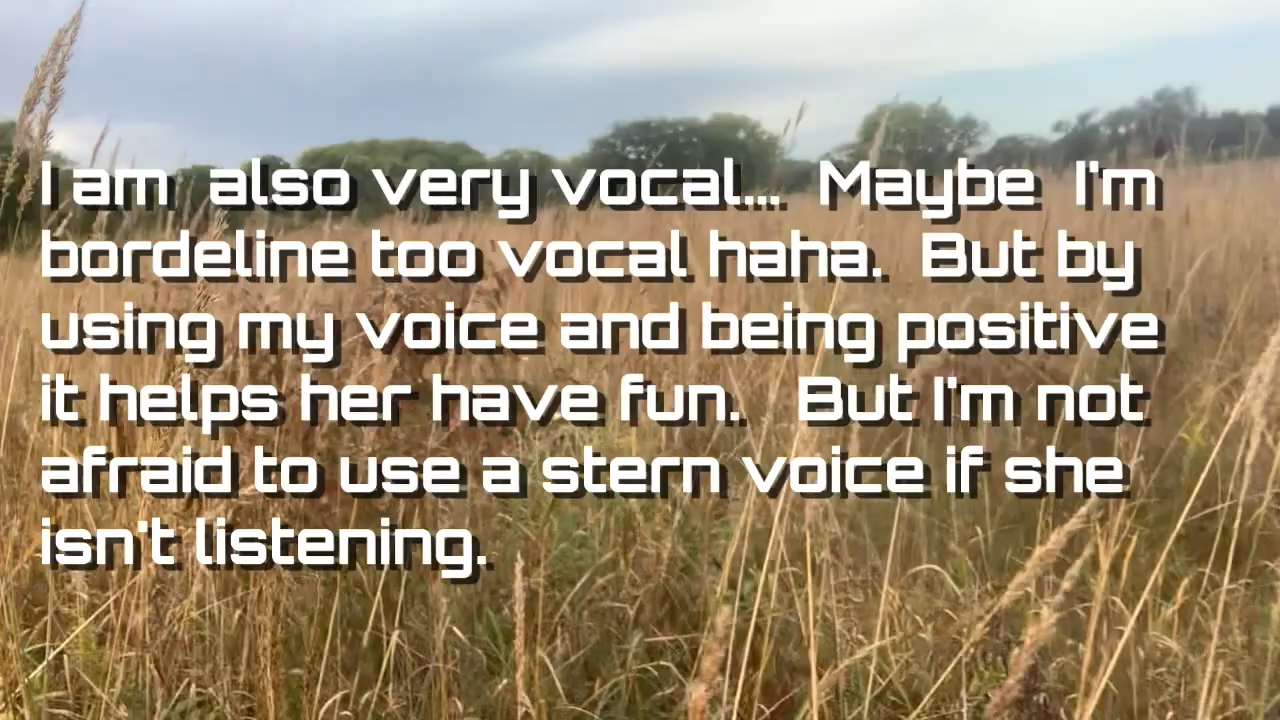 I am also very vocal... Maybe I'm
bordeline too vocal haha. But by
using my voice and being positive
it helps her have fun. But I'm not
afraid to use a stern voice if she
isn't listening.